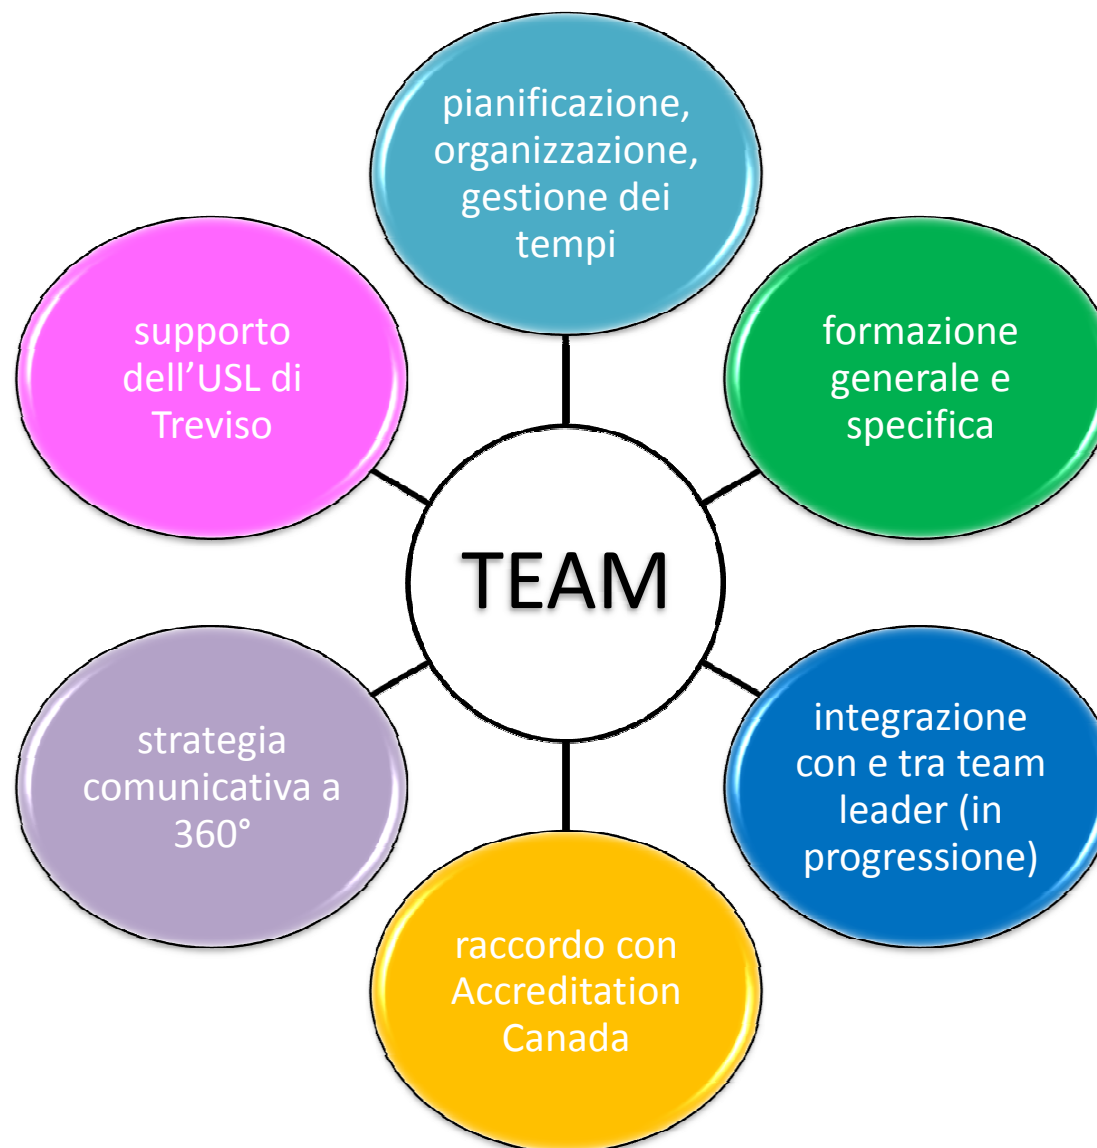 pianificazione,
organizzazione,
gestione dei
tempi
formazione
generale e
specifica
integrazione
con e tra team
leader (in
progressione)
raccordo con
Accreditation
Canada
strategia
comunicativa a
360°
supporto
dell’USL di
Treviso
TEAM